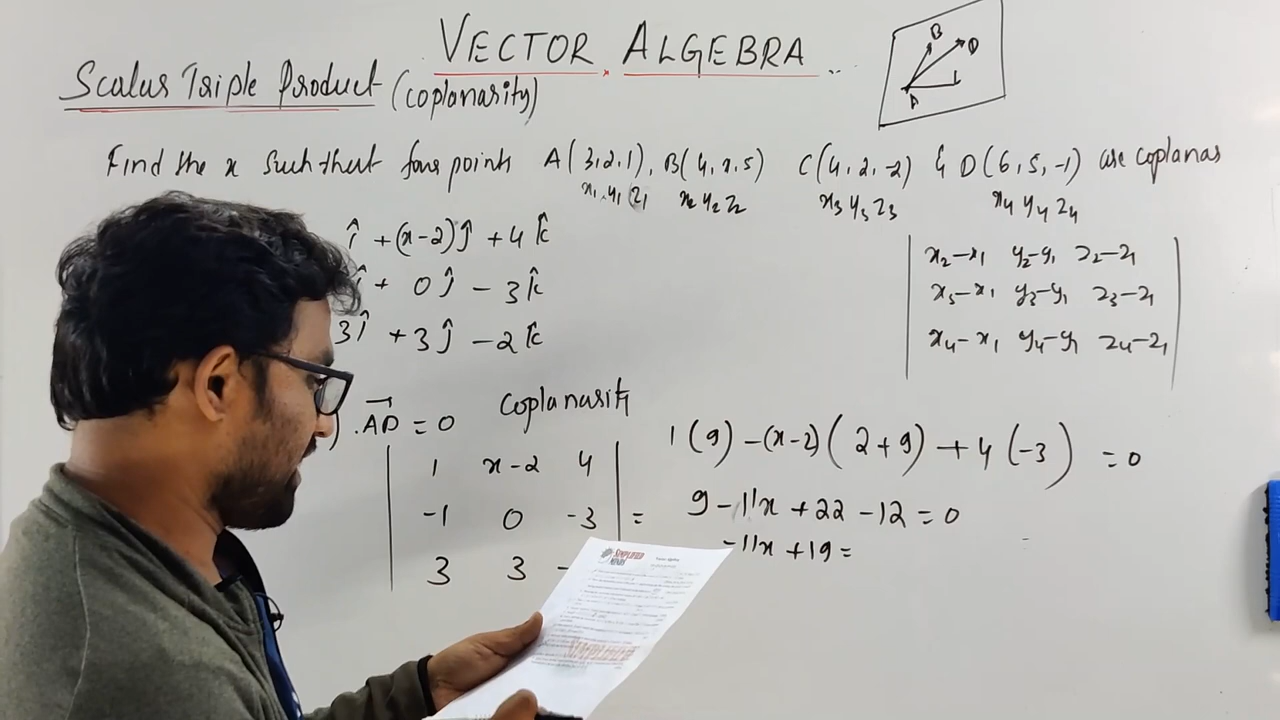 VECTOR ALGEBRA ..
Scalar Triple Product (coplanarity)
B
D
A
Find the x such that four points A(3,2,1), B(4,x,5) C(4,2,-2) & D(6,5,-1) are coplanar
x₁ y₁ z₁ x₂ y₂ z₂ x₃ y₃ z₃ x₄ y₄ z₄
î + (x-2)ĵ + 4k̂
î + 0ĵ - 3k̂
3î + 3ĵ - 2k̂
x₂-x₁ y₂-y₁ z₂-z₁
x₃-x₁ y₃-y₁ z₃-z₁
x₄-x₁ y₄-y₁ z₄-z₁
). AD = 0 Coplanarity
1 x-2 4
-1 0 -3 =
3 3 -
1(9) -(x-2)(2+9) + 4(-3) = 0
9 - 11x + 22 - 12 = 0
-11x + 19 =
SIMPLIFIED
MINDS